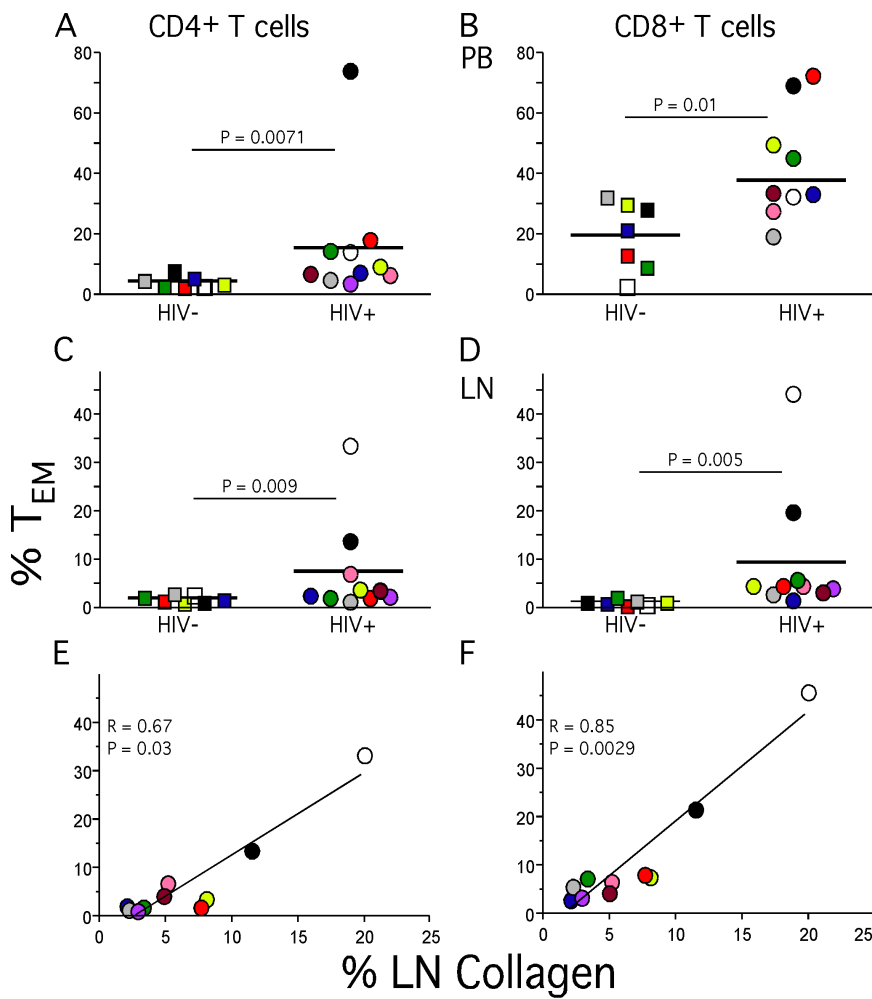 A CD4+ T cells
B CD8+ T cells
PB
80
60
40
20
0
P = 0.0071
HIV- HIV+
80
60
40
20
0
P = 0.01
HIV- HIV+
C
40
30
20
10
0
P = 0.009
HIV- HIV+
D
LN
40
30
20
10
0
P = 0.005
HIV- HIV+
% TEM
E
40
30
20
10
0
R = 0.67
P = 0.03
0 5 10 15 20 25
F
40
30
20
10
0
R = 0.85
P = 0.0029
0 5 10 15 20 25
% LN Collagen